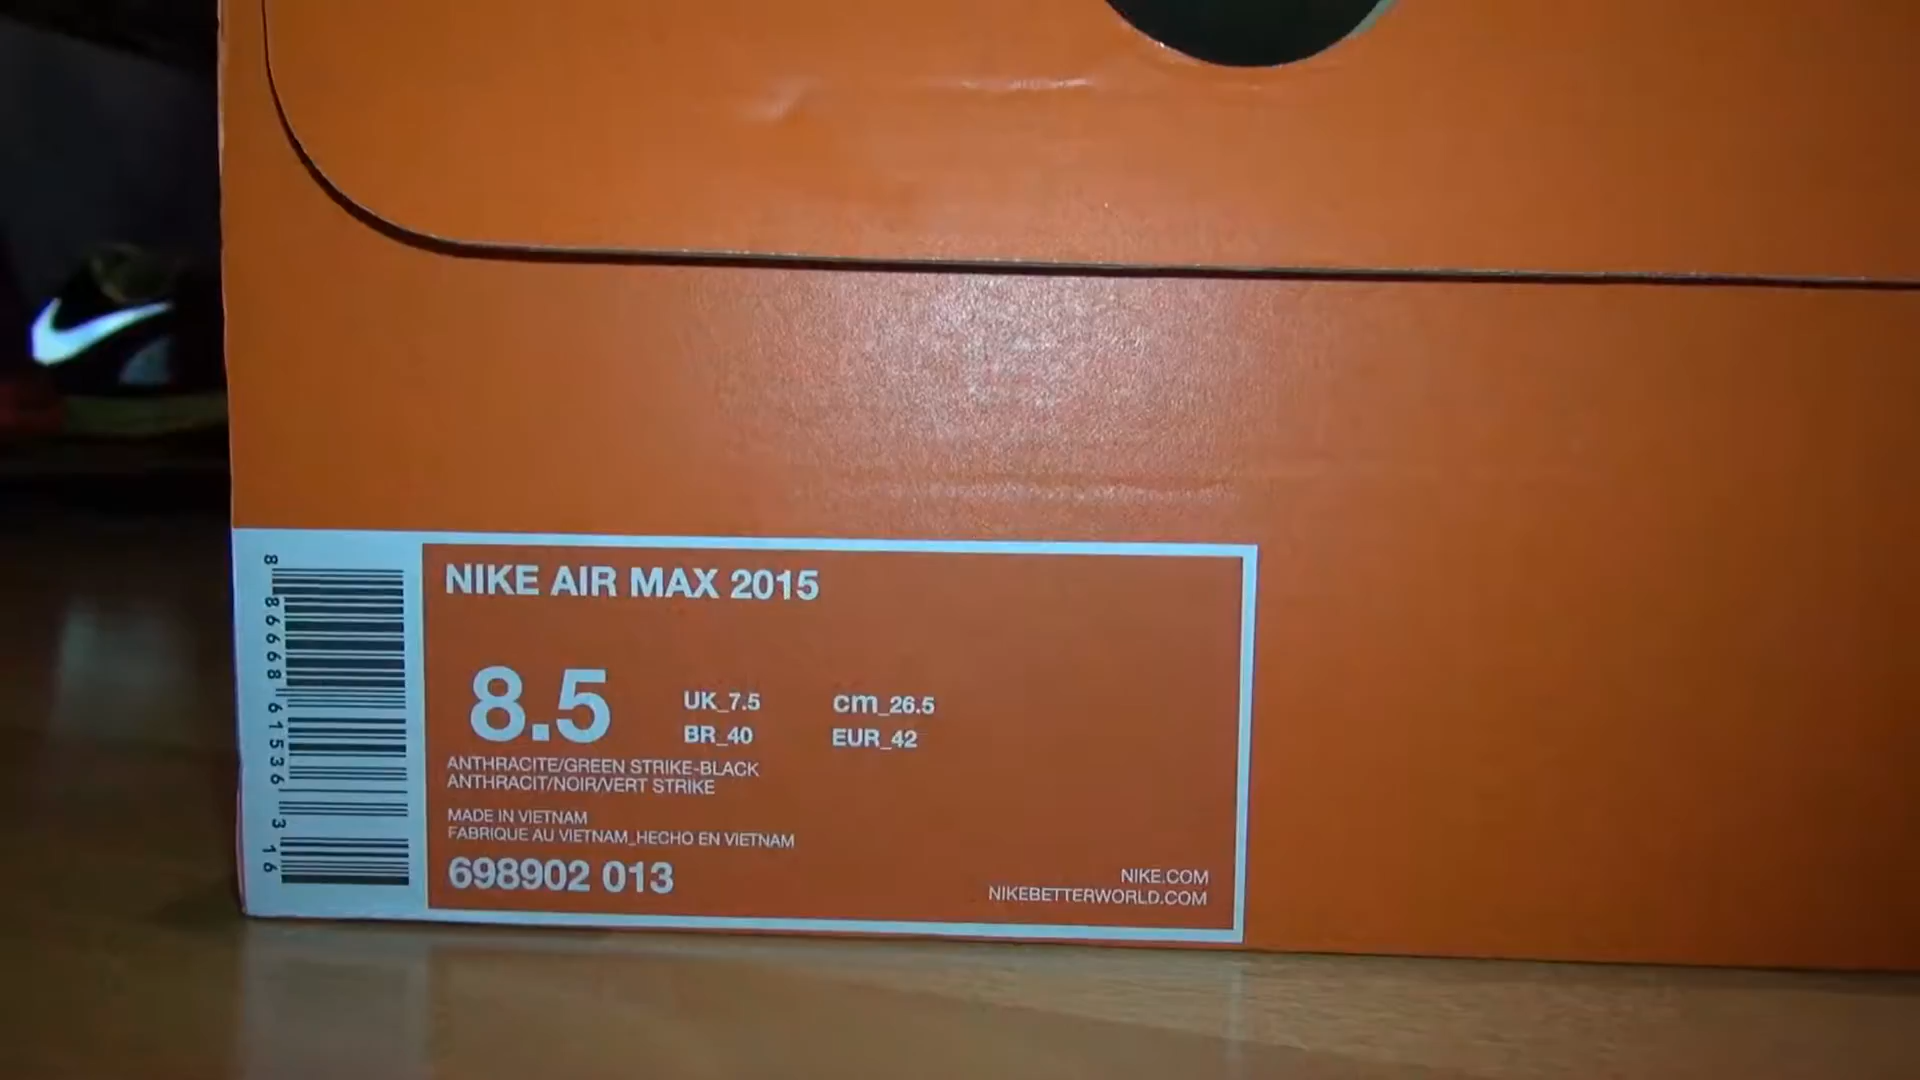 NIKE AIR MAX 2015
8.5
UK_7.5
cm_26.5
BR_40
EUR_42
ANTHRACITE/GREEN STRIKE-BLACK
ANTHRACIT/NOIR/VERT STRIKE
MADE IN VIETNAM
FABRIQUE AU VIETNAM_HECHO EN VIETNAM
698902 013
NIKE.COM
NIKEBETTERWORLD.COM
8 86668 61536 3 16